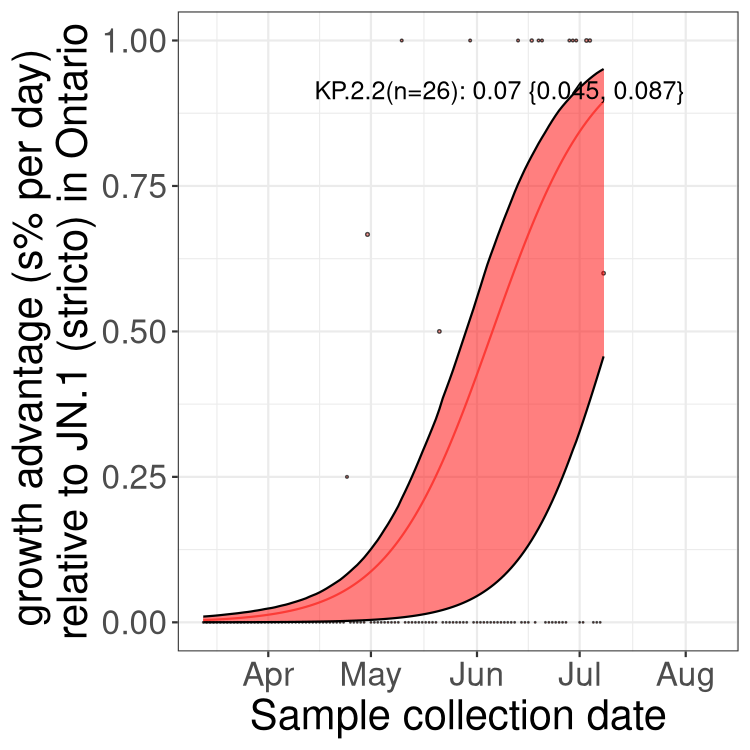 growth advantage (s% per day)
relative to JN.1 (stricto) in Ontario
1.00
0.75
0.50
0.25
0.00
KP.2.2(n=26): 0.07 {0.045, 0.087}
Apr May Jun Jul Aug
Sample collection date